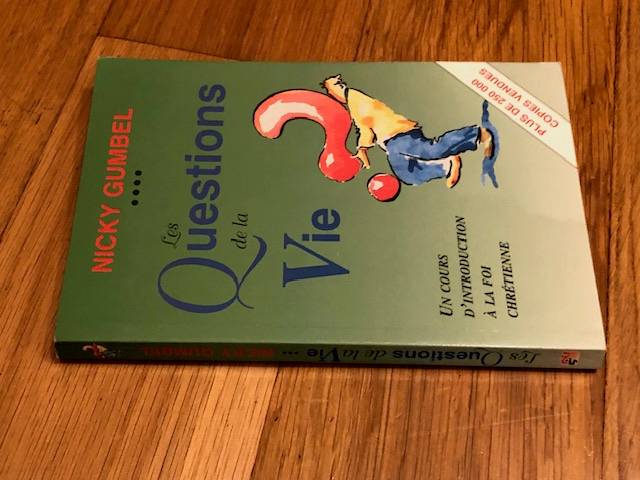 NICKY GUMBEL
Les
Questions
de la
Vie
PLUS DE 250 000
COPIES VENDUES
UN COURS
D'INTRODUCTION
À LA FOI
CHRÉTIENNE
Les Questions de la Vie ... NICKY GUMBEL